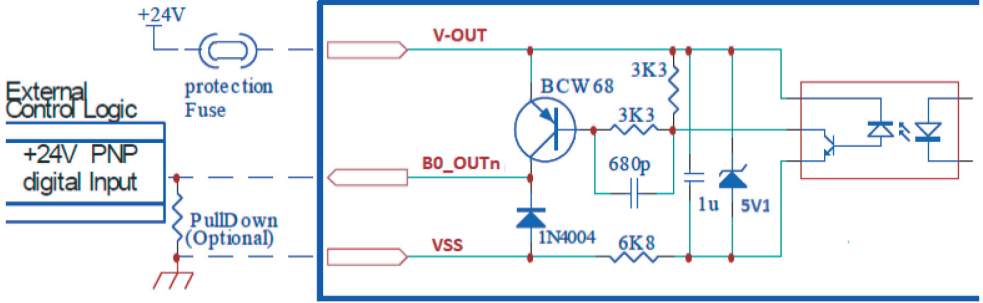 +24V
V-OUT
protection
Fuse
BCW68
3K3
3K3
External
Control Logic
+24V PNP
digital Input
B0_OUTn
680p
1u
5V1
PullDown
(Optional)
1N4004
VSS
6K8